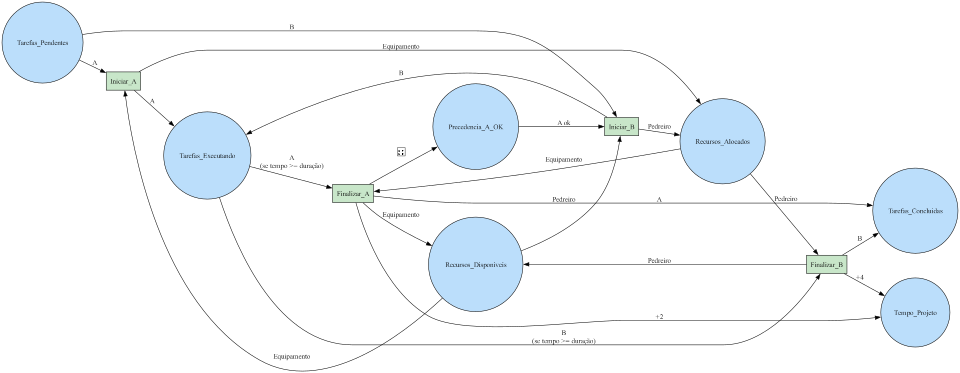 B
Tarefas_Pendentes
Equipamento
A
Iniciar_A
B
A
Precedencia_A_OK
A ok
Iniciar_B
Pedreiro
Recursos_Alocados
Tarefas_Executando
A
(se tempo >= duração)
Equipamento
Finalizar_A
Pedreiro
A
Pedreiro
Tarefas_Concluidas
Equipamento
B
Recursos_Disponíveis
Pedreiro
Finalizar_B
+4
Tempo_Projeto
+2
B
(se tempo >= duração)
Equipamento